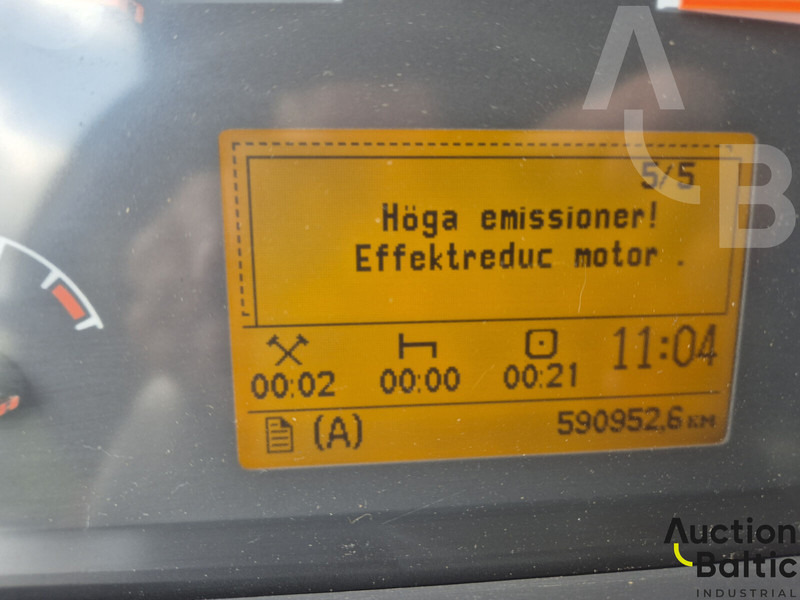 A
B
5/5
Höga emissioner!
Effektreduc motor .
11:04
00:02 00:00 00:21
(A) 590952,6 KM
Auction
Baltic
INDUSTRIAL